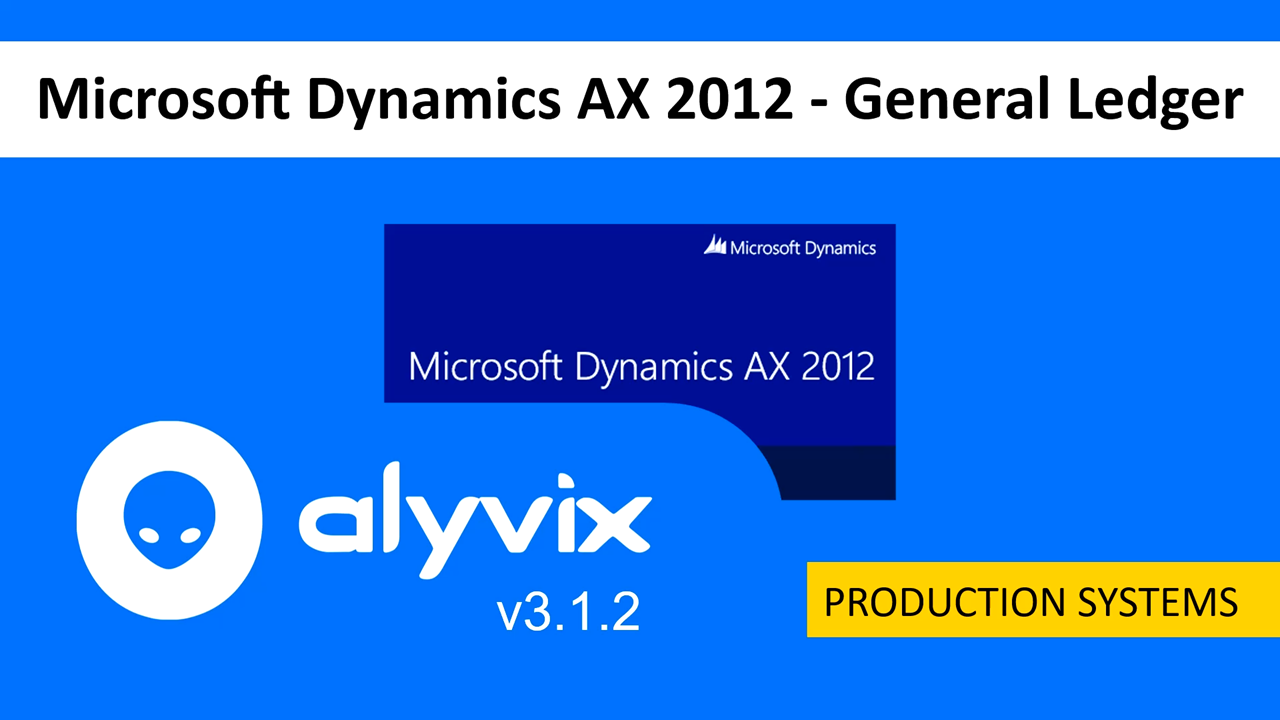 Microsoft Dynamics AX 2012 - General Ledger
Microsoft Dynamics
Microsoft Dynamics AX 2012
alyvix
v3.1.2
PRODUCTION SYSTEMS